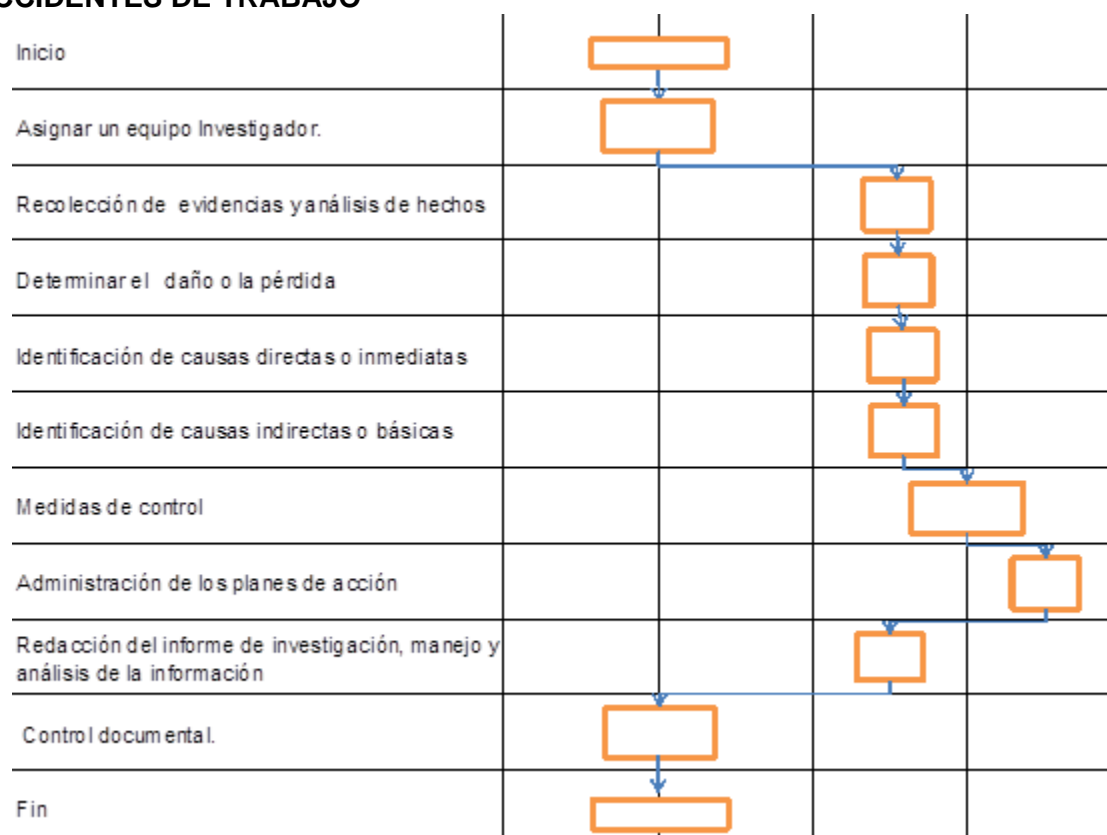 CCIDENTES DE TRABAJO
Inicio
Asignar un equipo Investigador.
Recolección de evidencias y análisis de hechos
Determinar el daño o la pérdida
Identificación de causas directas o inmediatas
Identificación de causas indirectas o básicas
Medidas de control
Administración de los planes de acción
Redacción del informe de investigación, manejo y
análisis de la información
Control documental.
Fin